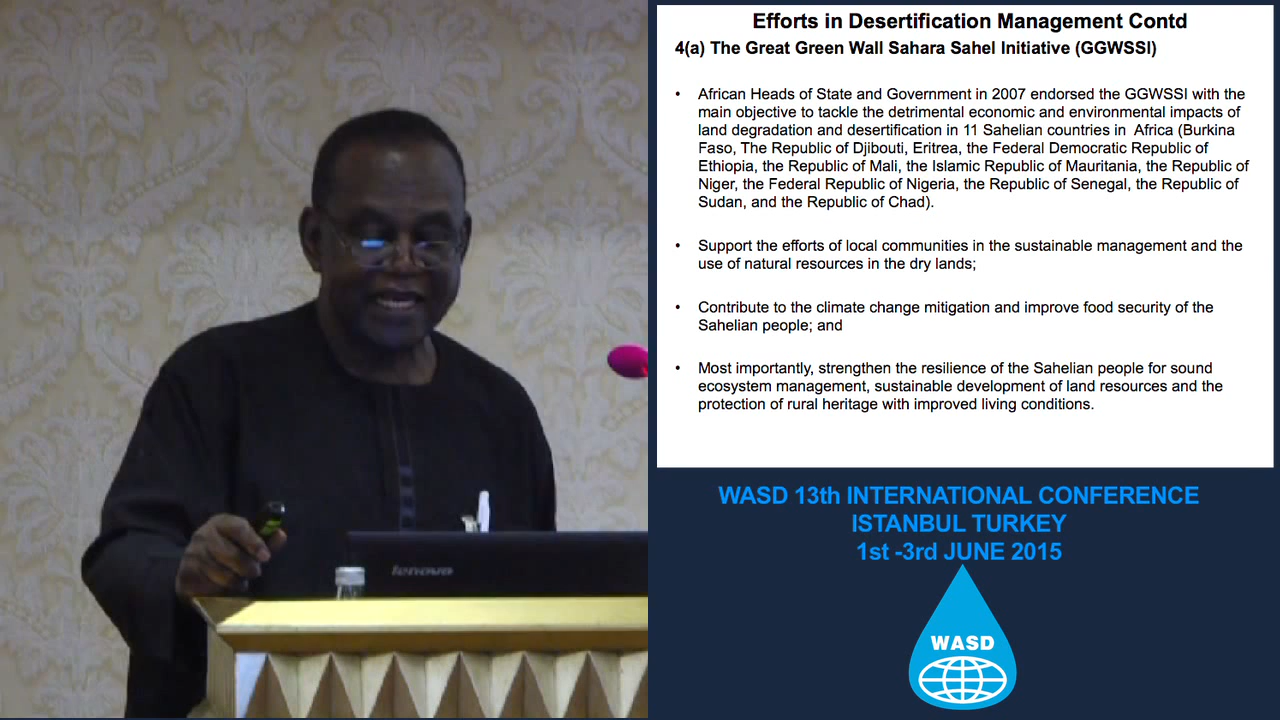 Efforts in Desertification Management Contd
4(a) The Great Green Wall Sahara Sahel Initiative (GGWSSI)
• African Heads of State and Government in 2007 endorsed the GGWSSI with the
main objective to tackle the detrimental economic and environmental impacts of
land degradation and desertification in 11 Sahelian countries in Africa (Burkina
Faso, The Republic of Djibouti, Eritrea, the Federal Democratic Republic of
Ethiopia, the Republic of Mali, the Islamic Republic of Mauritania, the Republic of
Niger, the Federal Republic of Nigeria, the Republic of Senegal, the Republic of
Sudan, and the Republic of Chad).
• Support the efforts of local communities in the sustainable management and the
use of natural resources in the dry lands;
• Contribute to the climate change mitigation and improve food security of the
Sahelian people; and
• Most importantly, strengthen the resilience of the Sahelian people for sound
ecosystem management, sustainable development of land resources and the
protection of rural heritage with improved living conditions.
WASD 13th INTERNATIONAL CONFERENCE
ISTANBUL TURKEY
1st -3rd JUNE 2015
WASD
lenovo